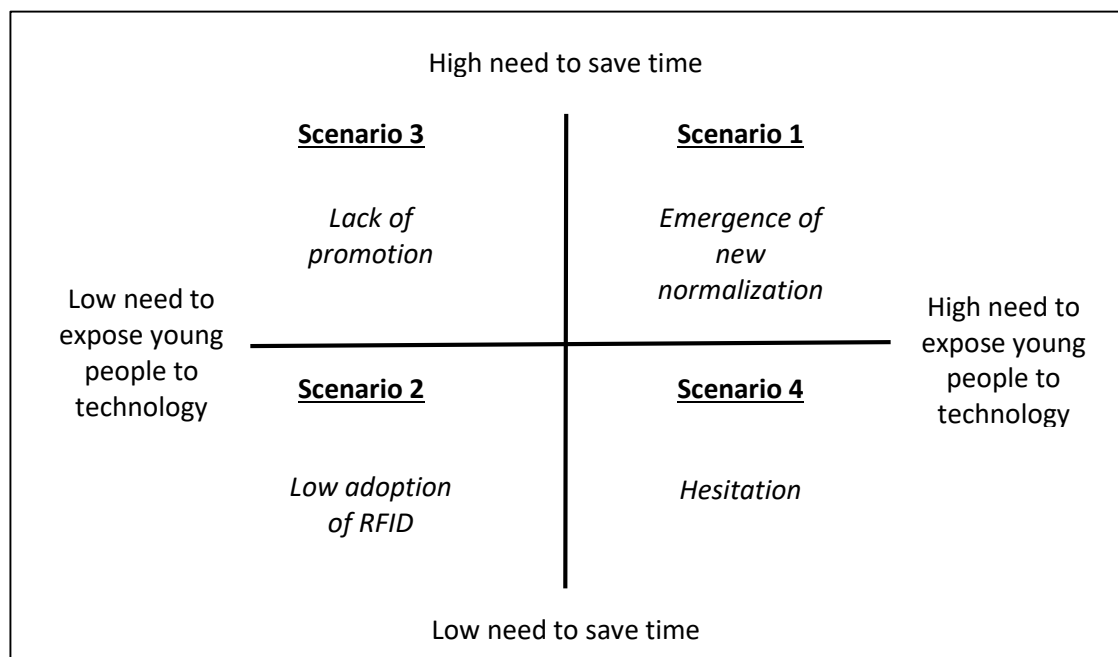 High need to save time
Scenario 3
Scenario 1
Lack of
promotion
Emergence of
new
normalization
Low need to
expose young
people to
technology
High need to
expose young
people to
technology
Scenario 2
Scenario 4
Low adoption
of RFID
Hesitation
Low need to save time